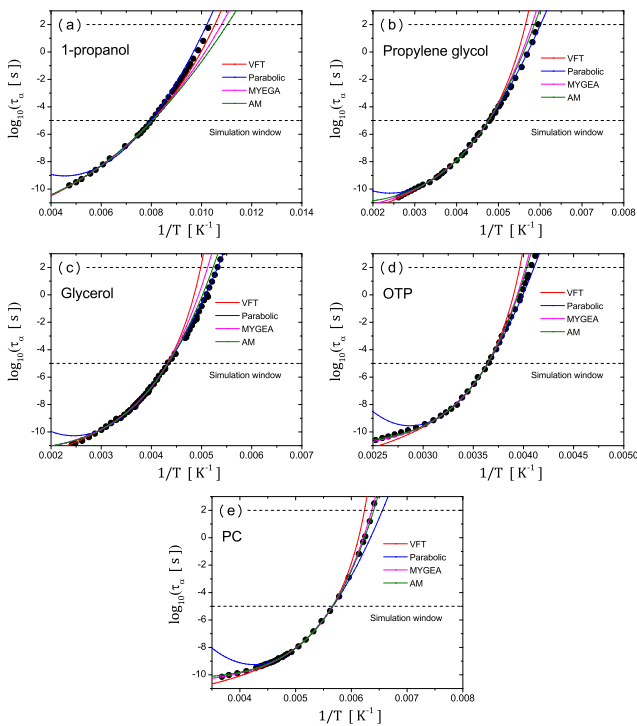 (a)
1-propanol
VFT
Parabolic
MYEGA
AM
Simulation window
log10(τα [ s])
2
0
-2
-4
-6
-8
-10
0.004 0.006 0.008 0.010 0.012 0.014
1/T [ K-1]
(b)
Propylene glycol
VFT
Parabolic
MYGEA
AM
Simulation window
log10(τα [ s])
2
0
-2
-4
-6
-8
-10
0.002 0.003 0.004 0.005 0.006 0.007 0.008
1/T [ K-1]
(c)
Glycerol
VFT
Parabolic
MYGEA
AM
Simulation window
log10(τα [ s])
2
0
-2
-4
-6
-8
-10
0.002 0.003 0.004 0.005 0.006 0.007
1/T [ K-1]
(d)
OTP
VFT
Parabolic
MYGEA
AM
Simulation window
log10(τα [ s])
2
0
-2
-4
-6
-8
-10
0.0025 0.0030 0.0035 0.0040 0.0045 0.0050
1/T [ K-1]
(e)
PC
VFT
Parabolic
MYGEA
AM
Simulation window
log10(τα [ s])
2
0
-2
-4
-6
-8
-10
0.004 0.005 0.006 0.007 0.008
1/T [ K-1]